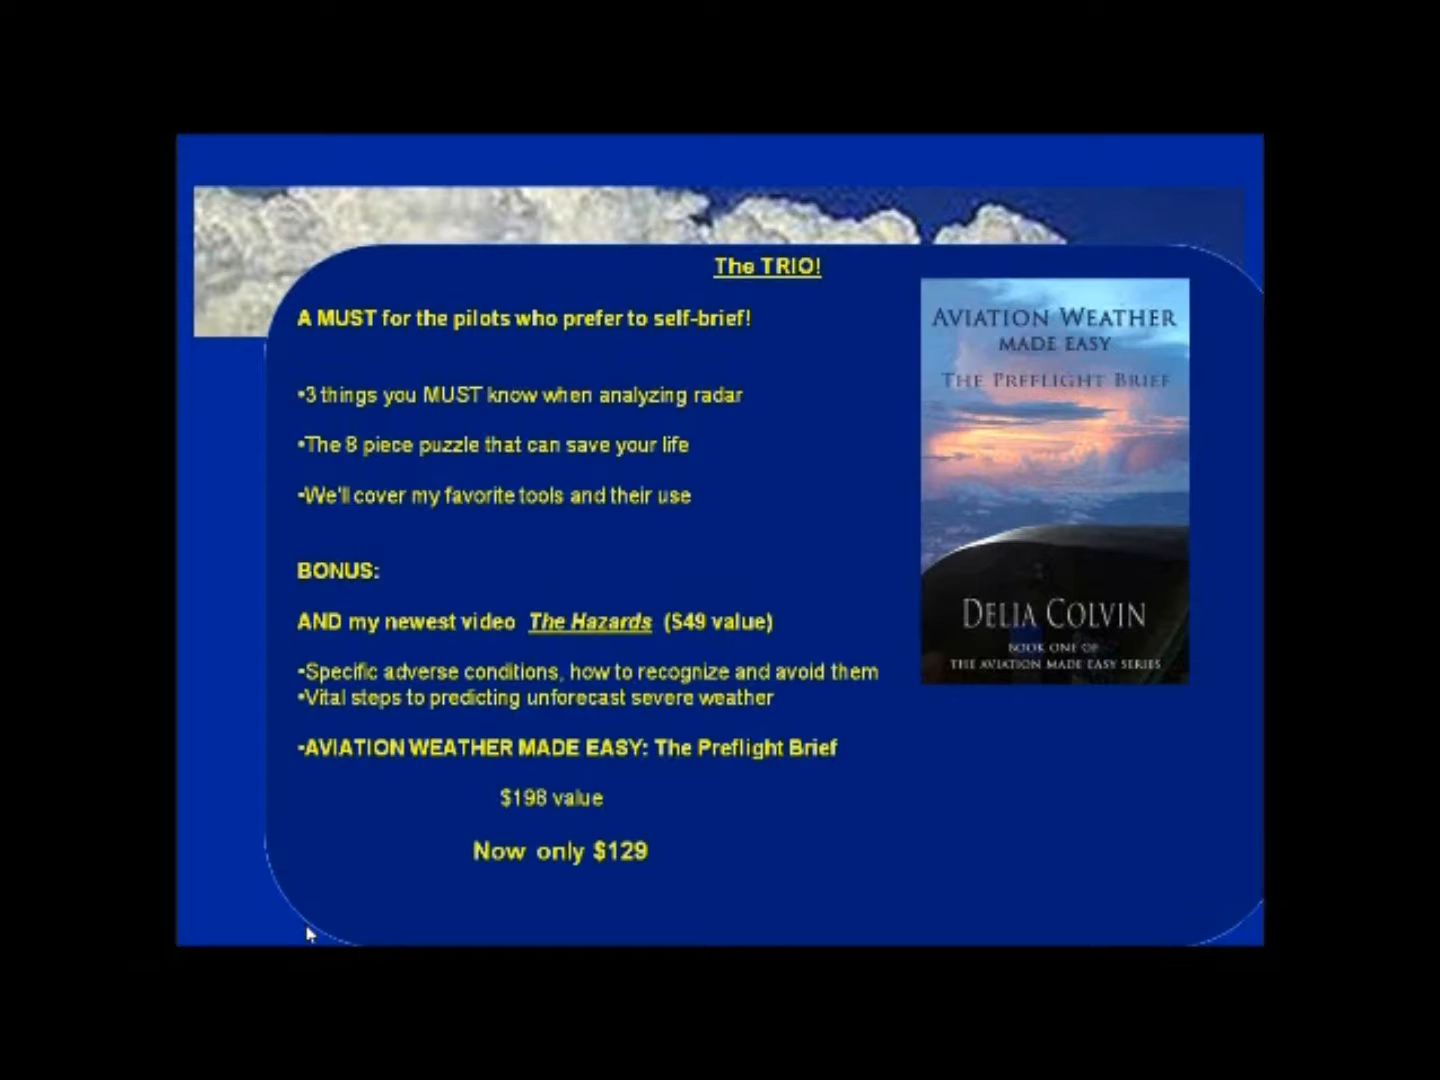 The TRIO!
A MUST for the pilots who prefer to self-brief!
•3 things you MUST know when analyzing radar
•The 8 piece puzzle that can save your life
•We'll cover my favorite tools and their use
BONUS:
AND my newest video The Hazards ($49 value)
•Specific adverse conditions, how to recognize and avoid them
•Vital steps to predicting unforecast severe weather
•AVIATION WEATHER MADE EASY: The Preflight Brief
$198 value
Now only $129
AVIATION WEATHER
MADE EASY
THE PREFLIGHT BRIEF
DELIA COLVIN
BOOK ONE OF
THE AVIATION MADE EASY SERIES